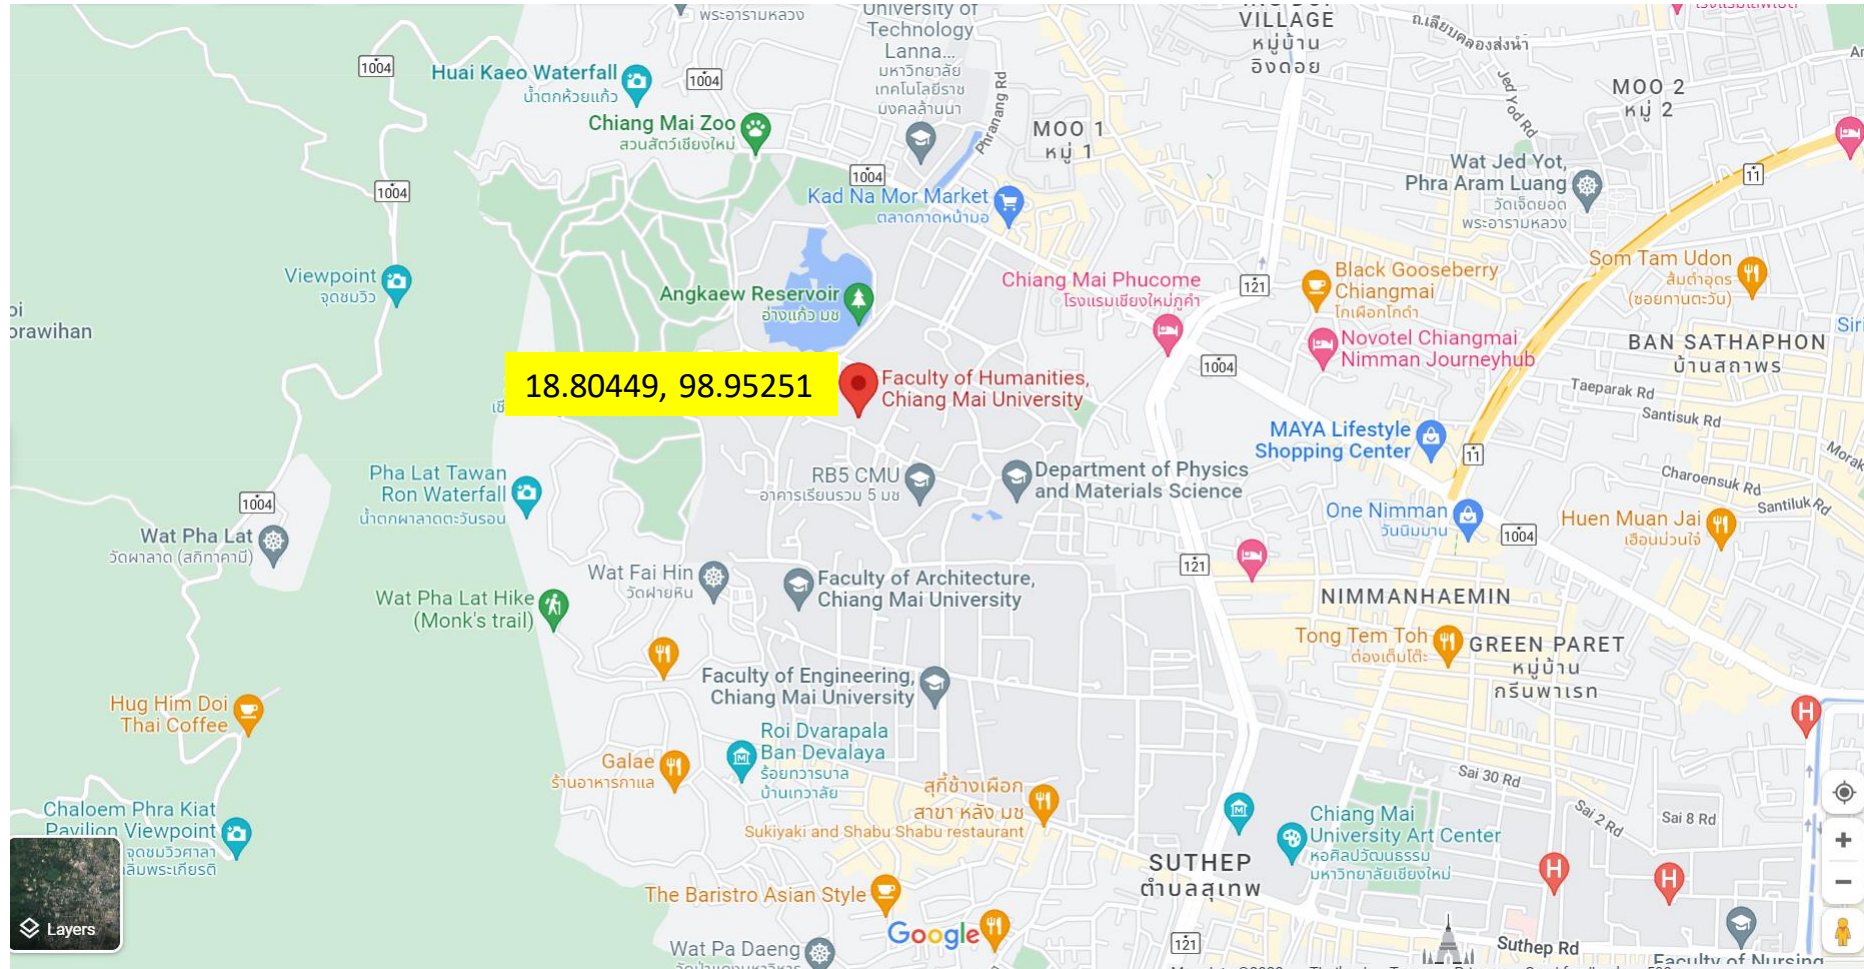 พระอารามหลวง
University of
Technology
Lanna...
มหาวิทยาลัย
เทคโนโลยีราช
มงคลล้านนา
VILLAGE
หมู่บ้าน
อิงดอย
ถ.เลียบคลองส่งน้ำ
1004
Huai Kaeo Waterfall
น้ำตกห้วยแก้ว
1004
Phranang Rd
Jed Yod Rd
MOO 2
หมู่ 2
Chiang Mai Zoo
สวนสัตว์เชียงใหม่
MOO 1
หมู่ 1
1004
1004
Kad Na Mor Market
ตลาดกาดหน้ามอ
Wat Jed Yot,
Phra Aram Luang
วัดเจ็ดยอด
พระอารามหลวง
11
Viewpoint
จุดชมวิว
Angkaew Reservoir
อ่างแก้ว มช
Chiang Mai Phucome
โรงแรมเชียงใหม่ภูคำ
121
Black Gooseberry
Chiangmai
โกเผือกโกดำ
Som Tam Udon
ส้มตำอุดร
(ซอยกานตะวัน)
orawihan
Novotel Chiangmai
Nimman Journeyhub
BAN SATHAPHON
บ้านสถาพร
18.80449, 98.95251
Faculty of Humanities,
Chiang Mai University
1004
Taeparak Rd
Santisuk Rd
MAYA Lifestyle
Shopping Center
11
Pha Lat Tawan
Ron Waterfall
น้ำตกผาลาดตะวันรอน
RB5 CMU
อาคารเรียนรวม 5 มช
Department of Physics
and Materials Science
Charoensuk Rd
Santiluk Rd
1004
Wat Pha Lat
วัดผาลาด (สกิทาคามี)
One Nimman
วันนิมมาน
1004
Huen Muan Jai
เฮือนม่วนใจ๋
Wat Fai Hin
วัดฝายหิน
Faculty of Architecture,
Chiang Mai University
121
Wat Pha Lat Hike
(Monk's trail)
NIMMANHAEMIN
Tong Tem Toh
ต่องเต็มโต๊ะ
GREEN PARET
หมู่บ้าน
กรีนพาเรท
Faculty of Engineering,
Chiang Mai University
Hug Him Doi
Thai Coffee
Roi Dvarapala
Ban Devalaya
ร้อยทวารบาล
บ้านเทวาลัย
Galae
ร้านอาหารกาแล
Sai 30 Rd
สุกี้ช้างเผือก
สาขา หลัง มช
Sukiyaki and Shabu Shabu restaurant
Chaloem Phra Kiat
Pavilion Viewpoint
จุดชมวิวศาลา
ลิมพระเกียรติ
Chiang Mai
University Art Center
หอศิลปวัฒนธรรม
มหาวิทยาลัยเชียงใหม่
Sai 2 Rd
Sai 8 Rd
H
H
H
SUTHEP
ตำบลสุเทพ
The Baristro Asian Style
Layers
Google
Wat Pa Daeng
121
Suthep Rd
Faculty of Nursing